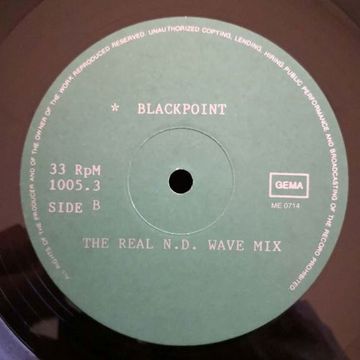 ALL RIGHTS OF THE PRODUCER AND OF THE OWNER OF THE WORK REPRODUCED RESERVED. UNAUTHORIZED COPYING, LENDING, HIRING, PUBLIC PERFORMANCE AND BROADCASTING OF THE RECORD PROHIBITED
* BLACKPOINT
33 RpM
1005.3
SIDE B
GEMA
ME 0714
THE REAL N.D. WAVE MIX